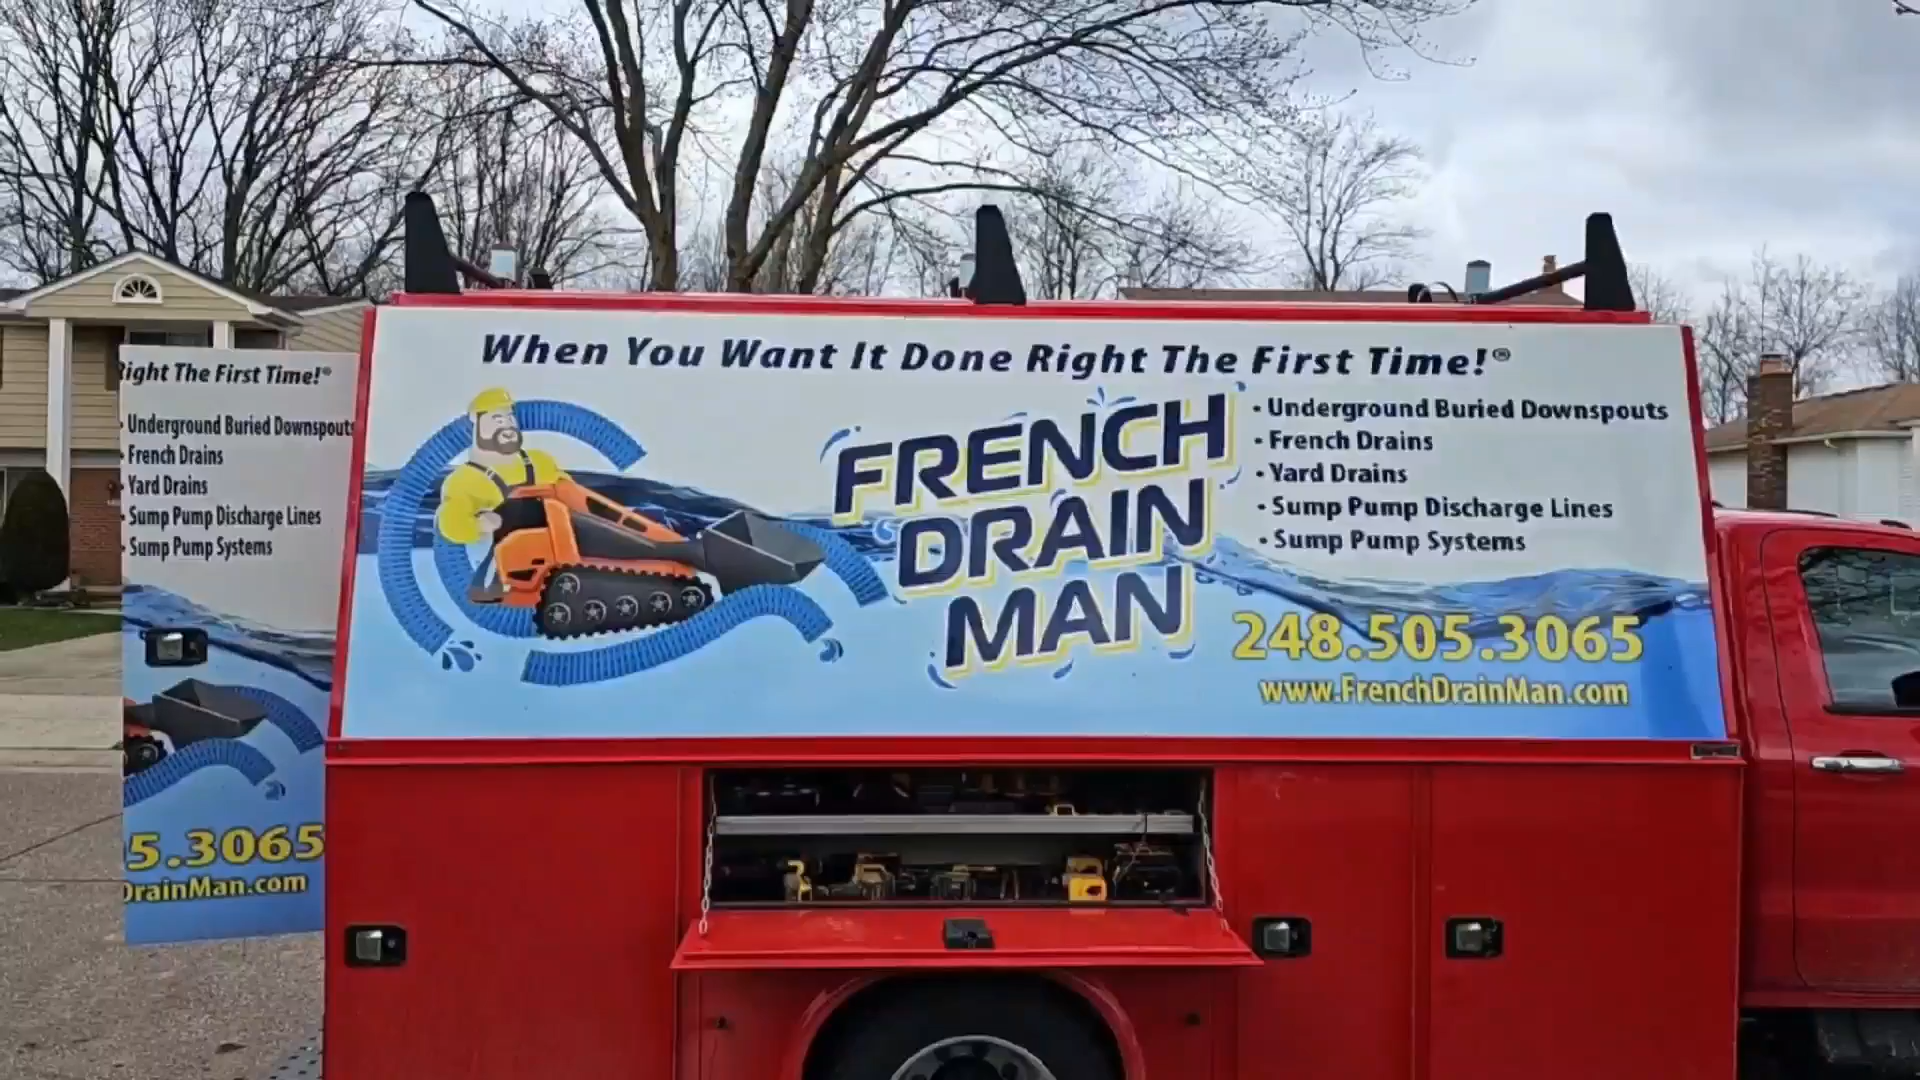 When You Want It Done Right The First Time!®
FRENCH
DRAIN
MAN
• Underground Buried Downspouts
• French Drains
• Yard Drains
• Sump Pump Discharge Lines
• Sump Pump Systems
248.505.3065
www.FrenchDrainMan.com
Right The First Time!®
• Underground Buried Downspouts
• French Drains
• Yard Drains
• Sump Pump Discharge Lines
• Sump Pump Systems
5.3065
DrainMan.com